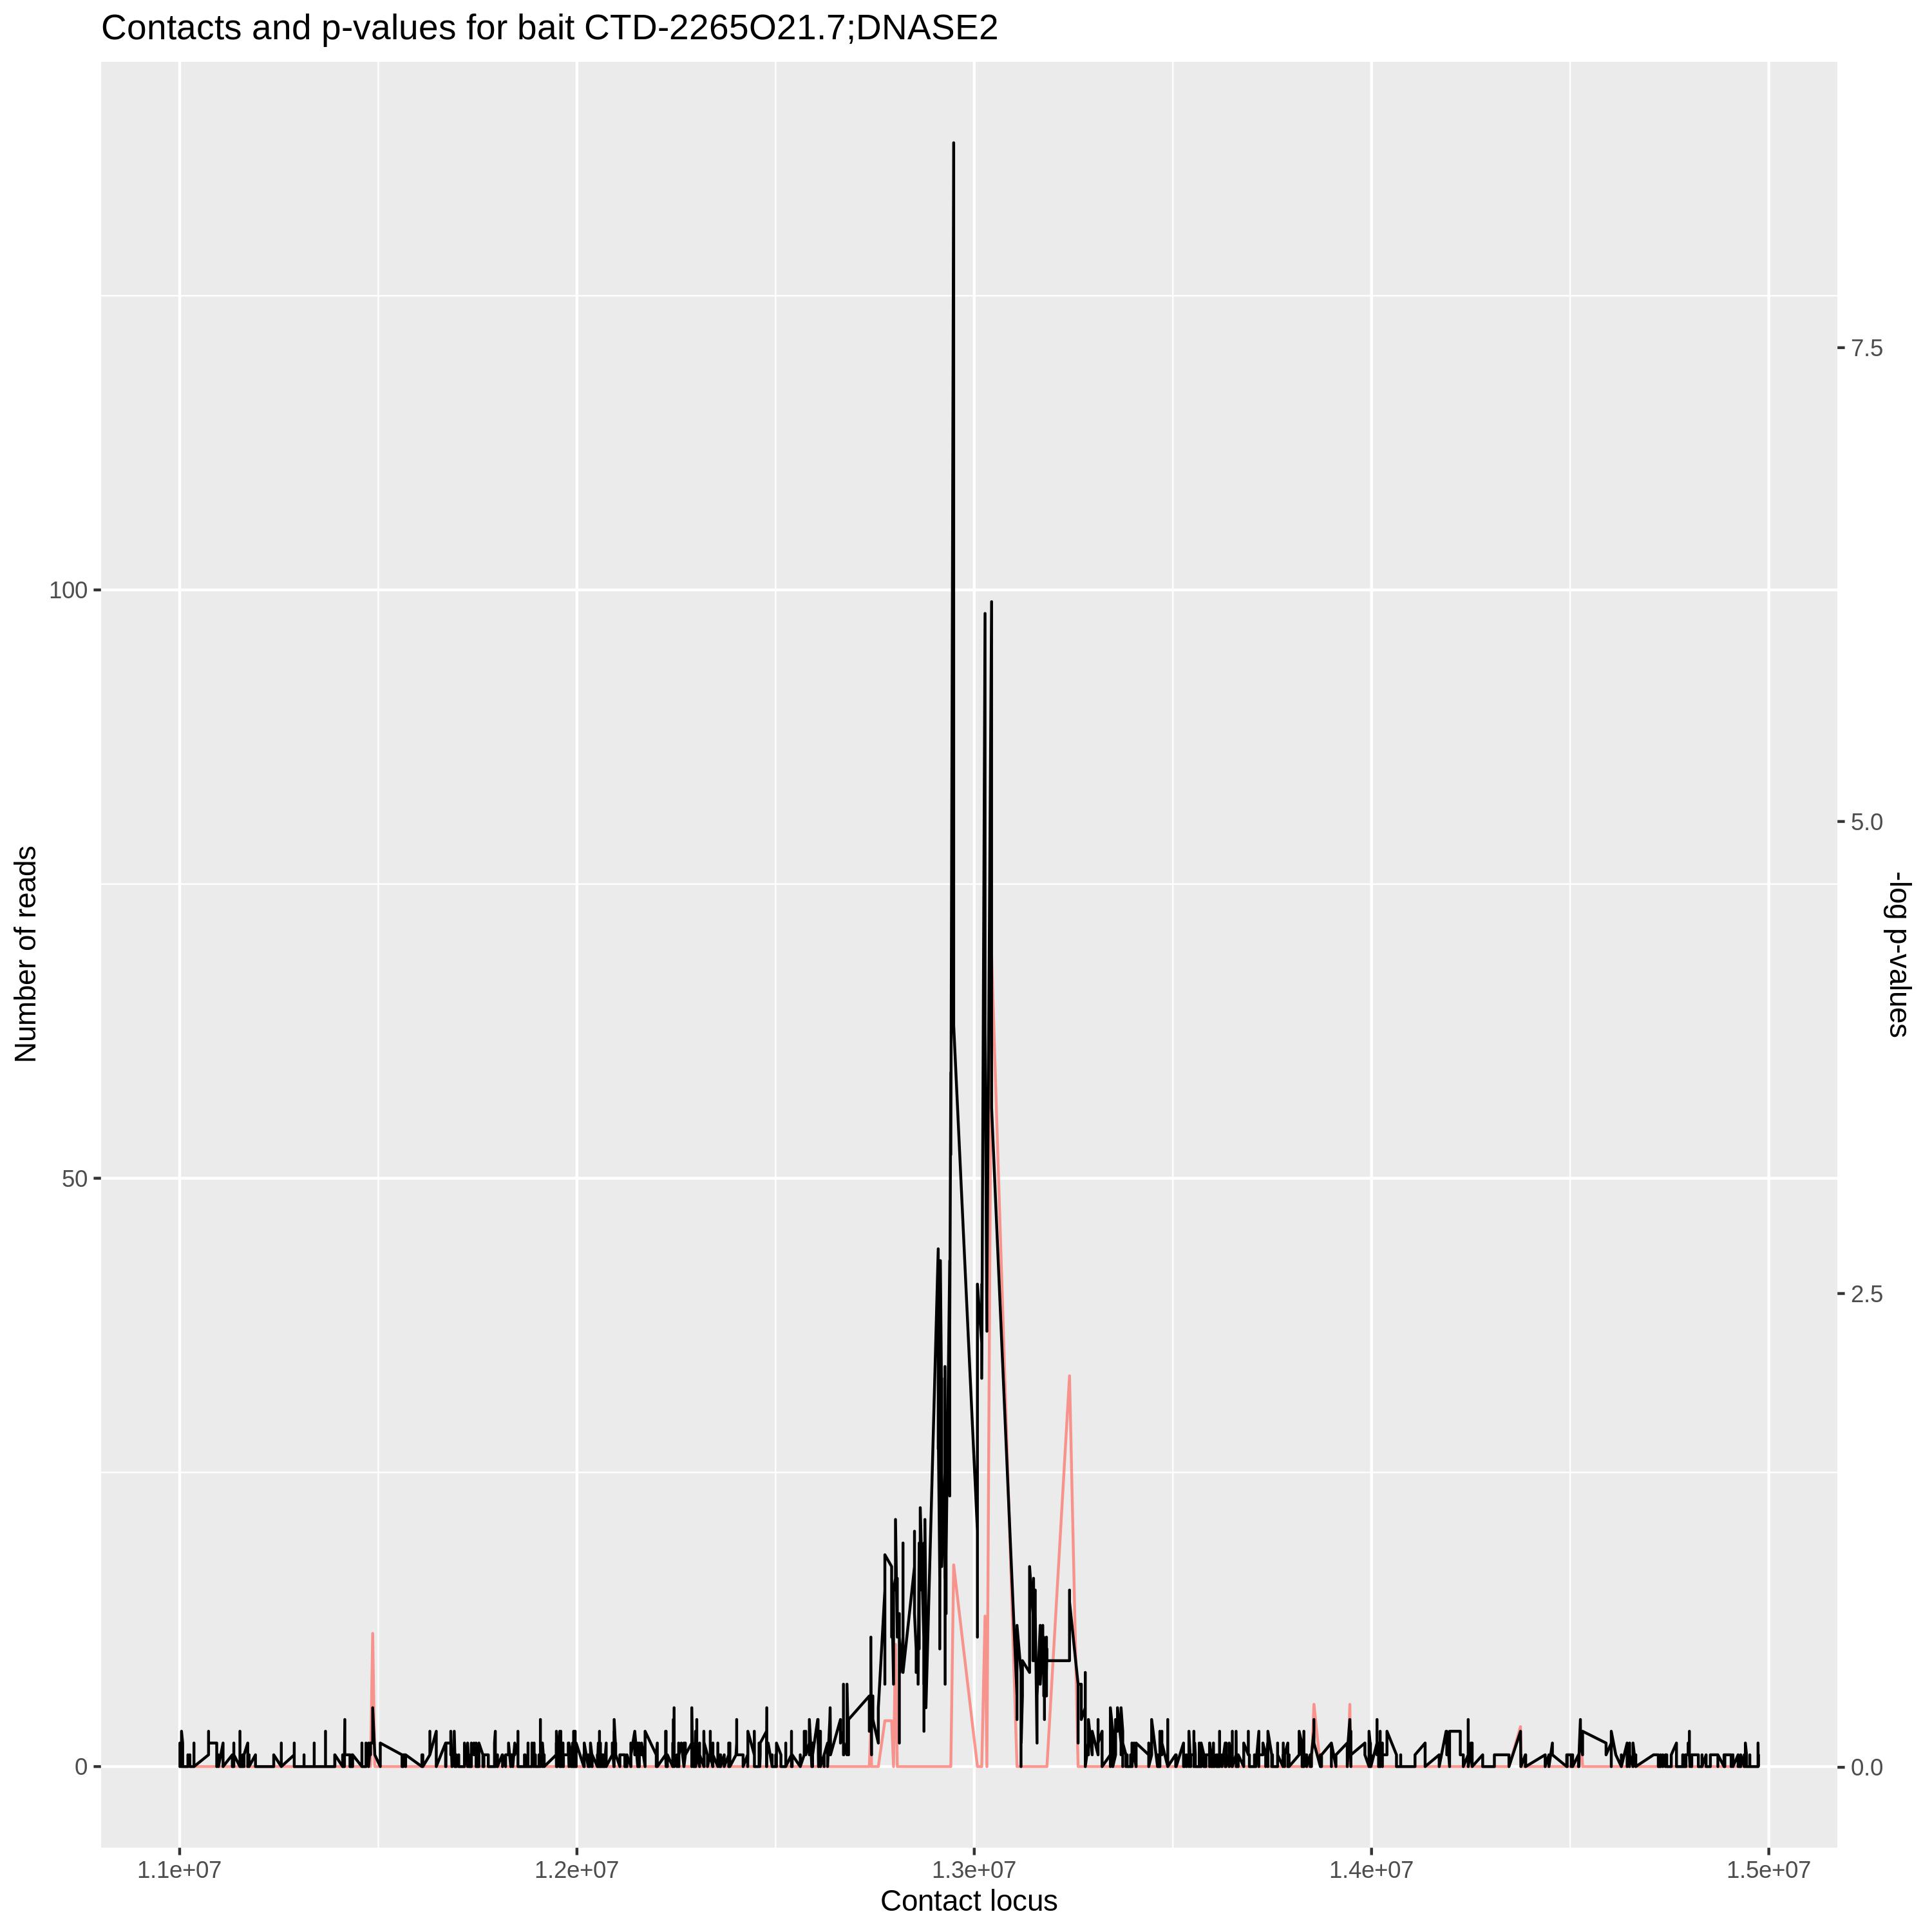 Contacts and p-values for bait CTD-2265O21.7;DNASE2
Number of reads
100
50
0
7.5
5.0
2.5
0.0
-log p-values
1.1e+07
1.2e+07
1.3e+07
1.4e+07
1.5e+07
Contact locus